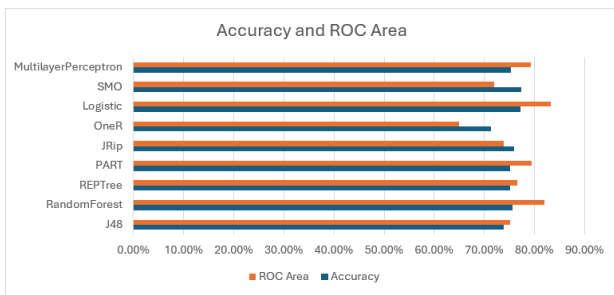 Accuracy and ROC Area
MultilayerPerceptron
SMO
Logistic
OneR
JRip
PART
REPTree
RandomForest
J48
0.00% 10.00% 20.00% 30.00% 40.00% 50.00% 60.00% 70.00% 80.00% 90.00%
ROC Area Accuracy